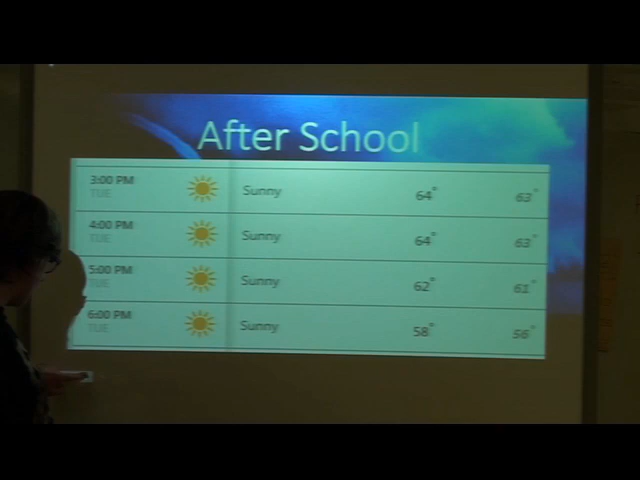 After School
3:00 PM Sunny 64° 63°
TUE
4:00 PM Sunny 64° 63°
TUE
5:00 PM Sunny 62° 61°
TUE
6:00 PM Sunny 58° 56°
TUE